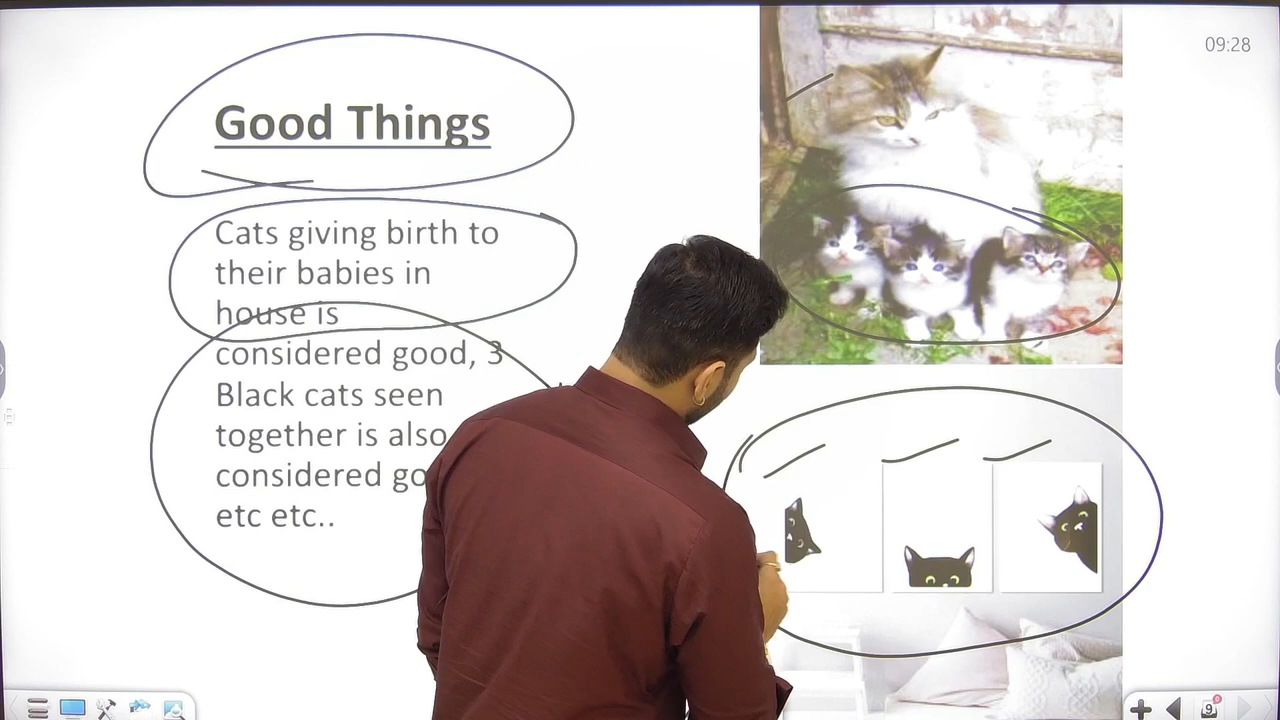 Good Things
09:28
Cats giving birth to
their babies in
house is
considered good, 3
Black cats seen
together is also
considered go
etc etc..
9